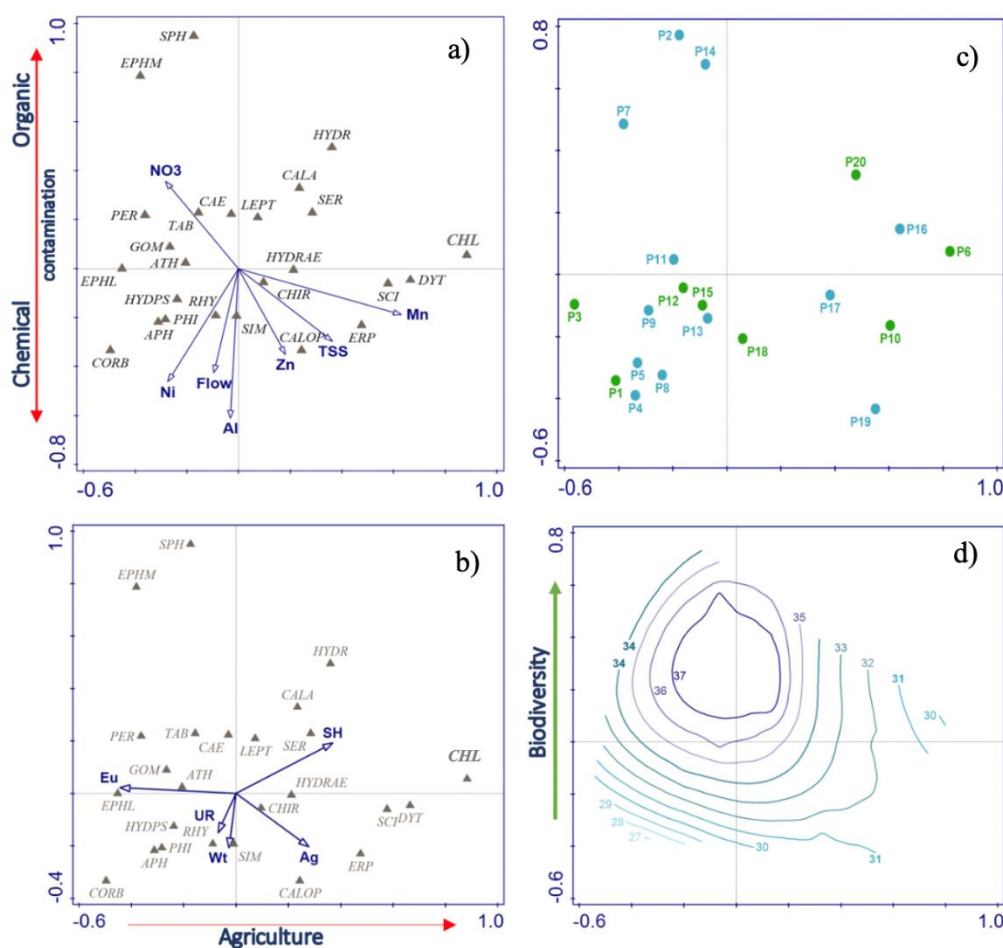 a)
1.0
-0.8
-0.6
1.0
Organic
contamination
Chemical
SPH
EPHM
HYDR
NO3
CALA
CAE
LEPT
SER
PER
TAB
CHL
GOM
ATH
HYDRAE
EPHL
DYT
CHIR
SCI
HYDPS
RHY
Mn
PHI
SIM
APH
ERP
CALOP
TSS
CORB
Zn
Ni
Flow
Al
c)
0.8
-0.6
-0.6
1.0
P2
P14
P7
P20
P16
P6
P11
P12
P15
P17
P3
P9
P13
P10
P18
P5
P8
P1
P4
P19
b)
1.0
-0.4
-0.6
1.0
Agriculture
SPH
EPHM
HYDR
CALA
SH
PER
TAB
CAE
LEPT
SER
CHL
GOM
ATH
Eu
EPHL
HYDRAE
CHIR
UR
SCI
DYT
HYDPS
RHY
PHI
APH
Wt
SIM
Ag
ERP
CORB
CALOP
d)
0.8
-0.6
-0.6
1.0
Biodiversity
35
34
33
34
32
37
36
31
30
29
28
27
30
31